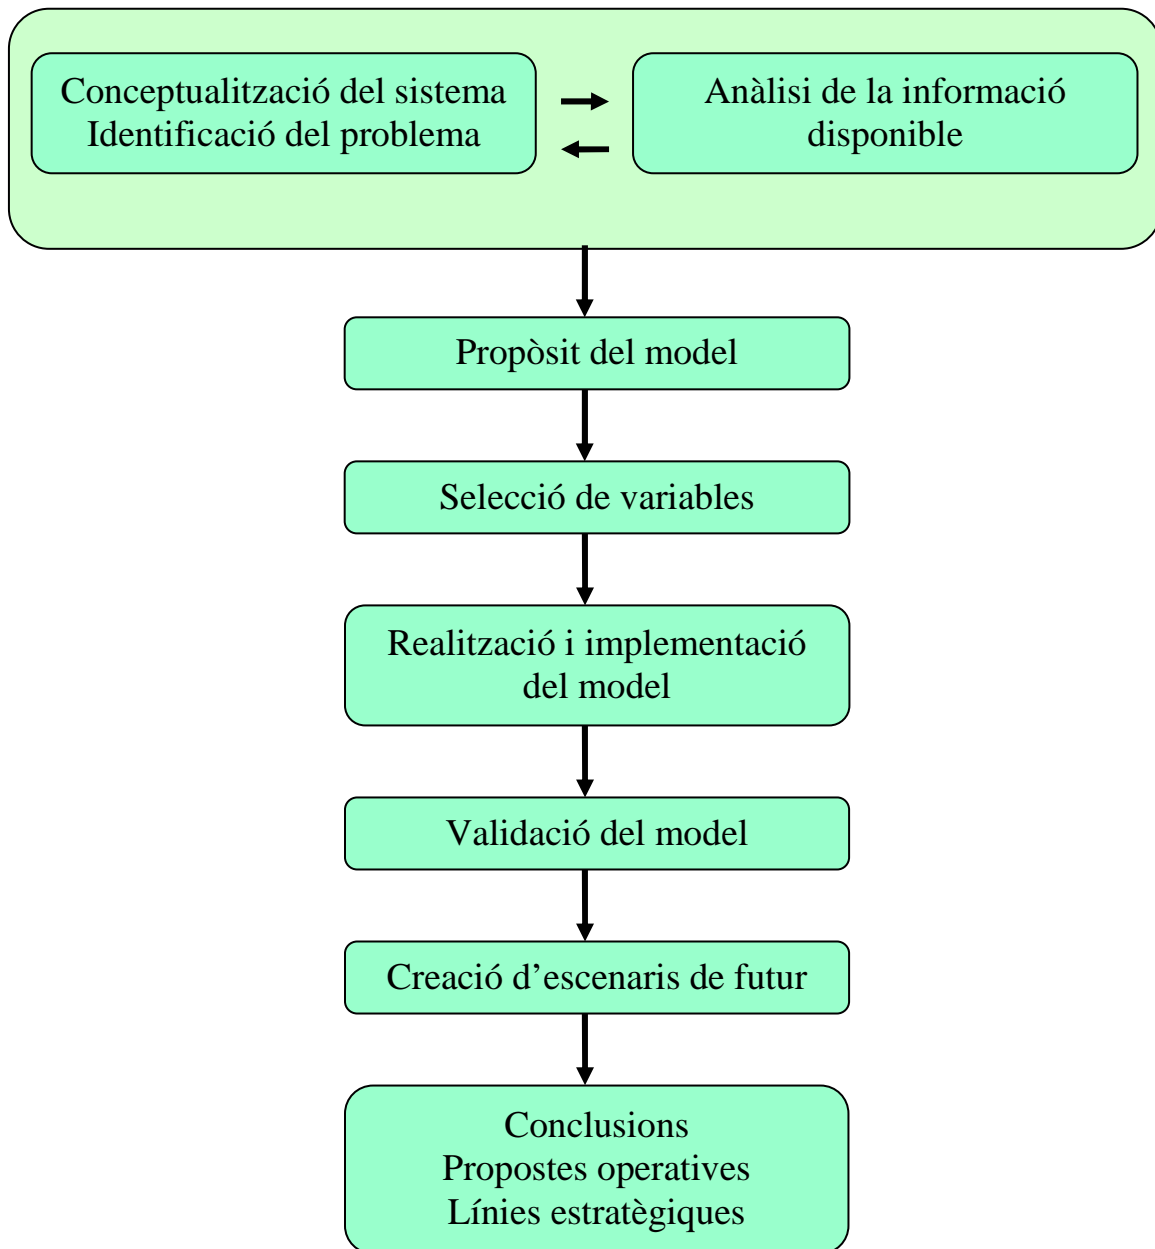 Conceptualització del sistema
Identificació del problema
Anàlisi de la informació
disponible
Propòsit del model
Selecció de variables
Realització i implementació
del model
Validació del model
Creació d’escenaris de futur
Conclusions
Propostes operatives
Línies estratègiques